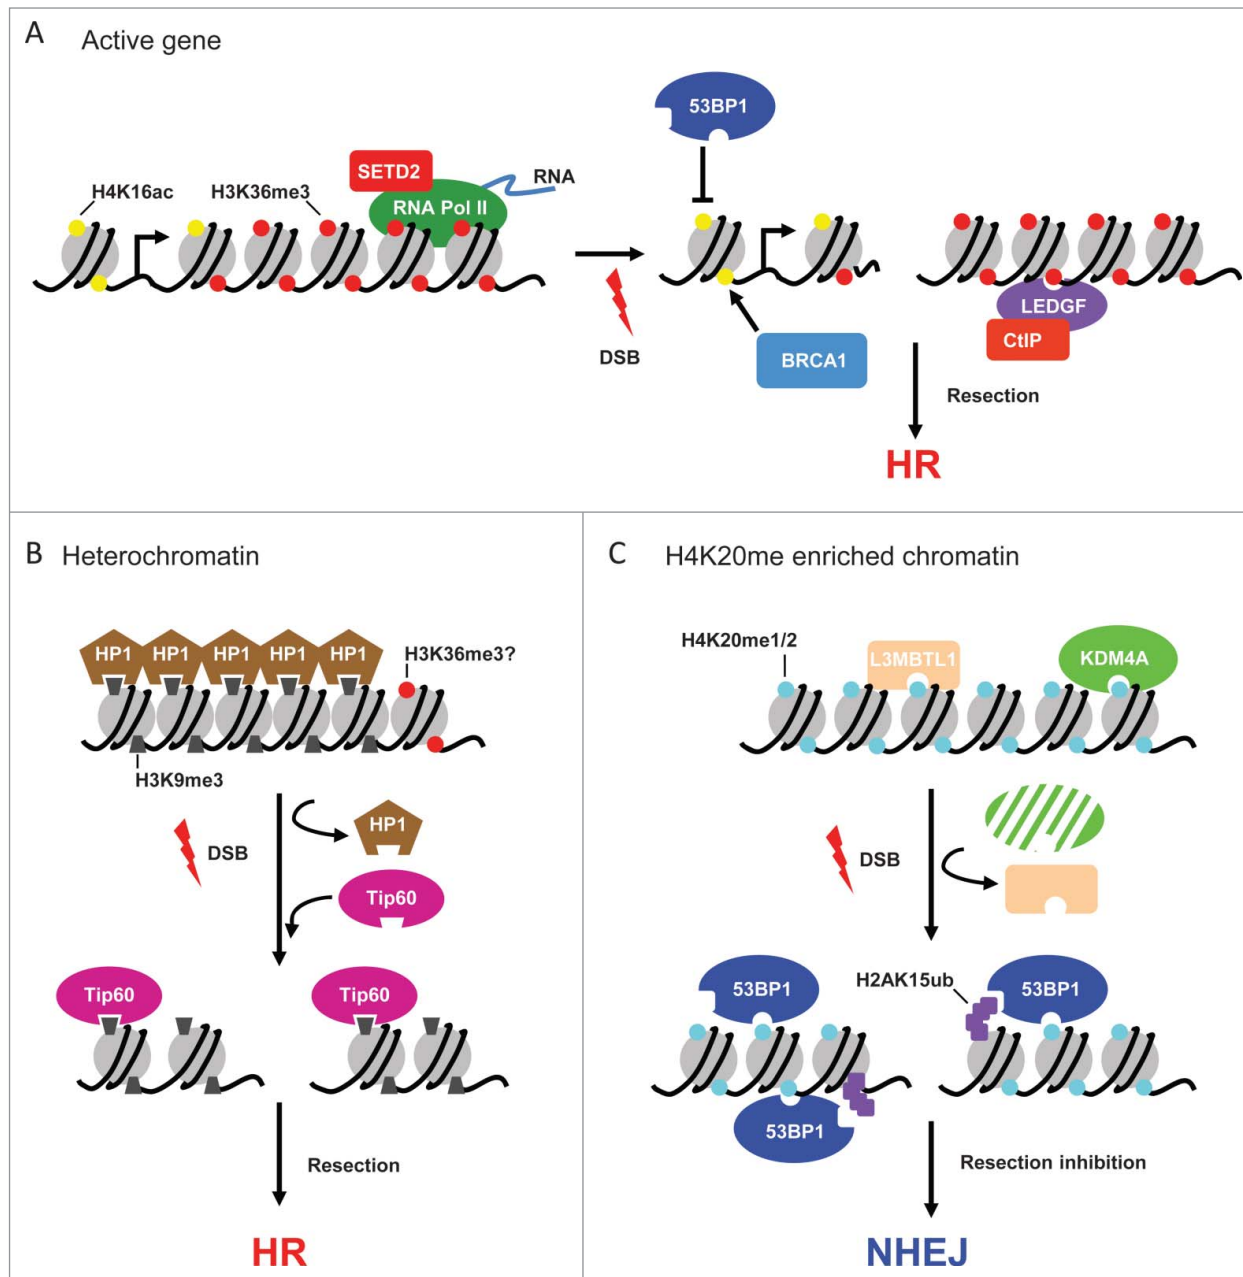 A Active gene
53BP1
SETD2
RNA
H4K16ac
H3K36me3
RNA Pol II
LEDGF
CtIP
DSB
BRCA1
Resection
HR
B Heterochromatin
HP1 HP1 HP1 HP1 HP1
H3K36me3?
H3K9me3
HP1
DSB
Tip60
Tip60 Tip60
Resection
HR
C H4K20me enriched chromatin
H4K20me1/2
L3MBTL1
KDM4A
DSB
H2AK15ub
53BP1 53BP1
53BP1
Resection inhibition
NHEJ